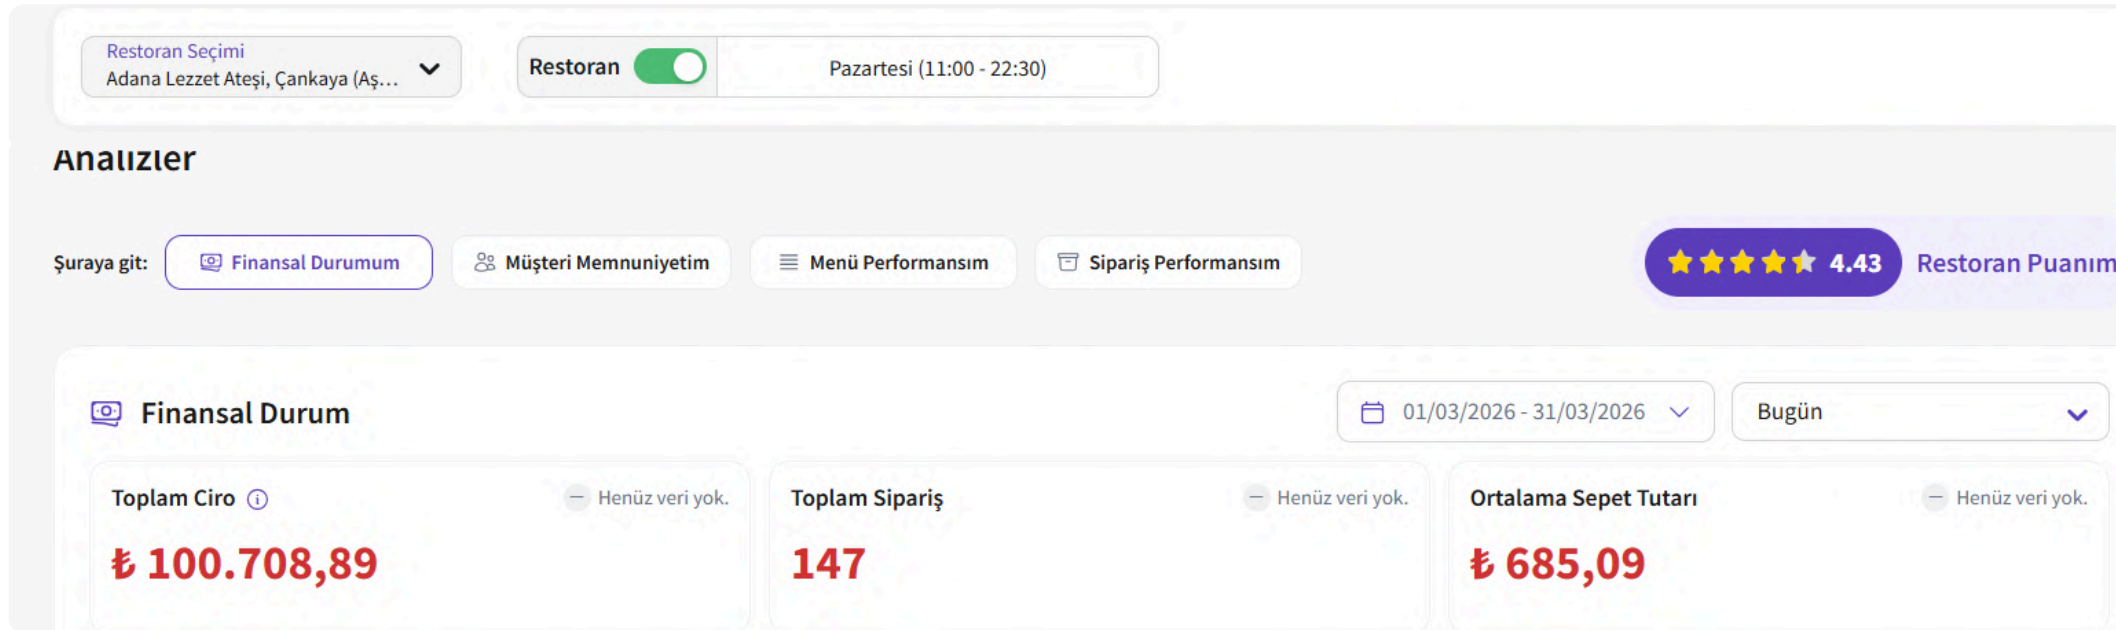 Restoran Seçimi
Adana Lezzet Ateşi, Çankaya (Aş...
Restoran
Pazartesi (11:00 - 22:30)
Analizler
Şuraya git:
Finansal Durumum
Müşteri Memnuniyetim
Menü Performansım
Sipariş Performansım
4.43
Restoran Puanım
Finansal Durum
01/03/2026 - 31/03/2026
Bugün
Toplam Ciro
Henüz veri yok.
₺ 100.708,89
Toplam Sipariş
Henüz veri yok.
147
Ortalama Sepet Tutarı
Henüz veri yok.
₺ 685,09